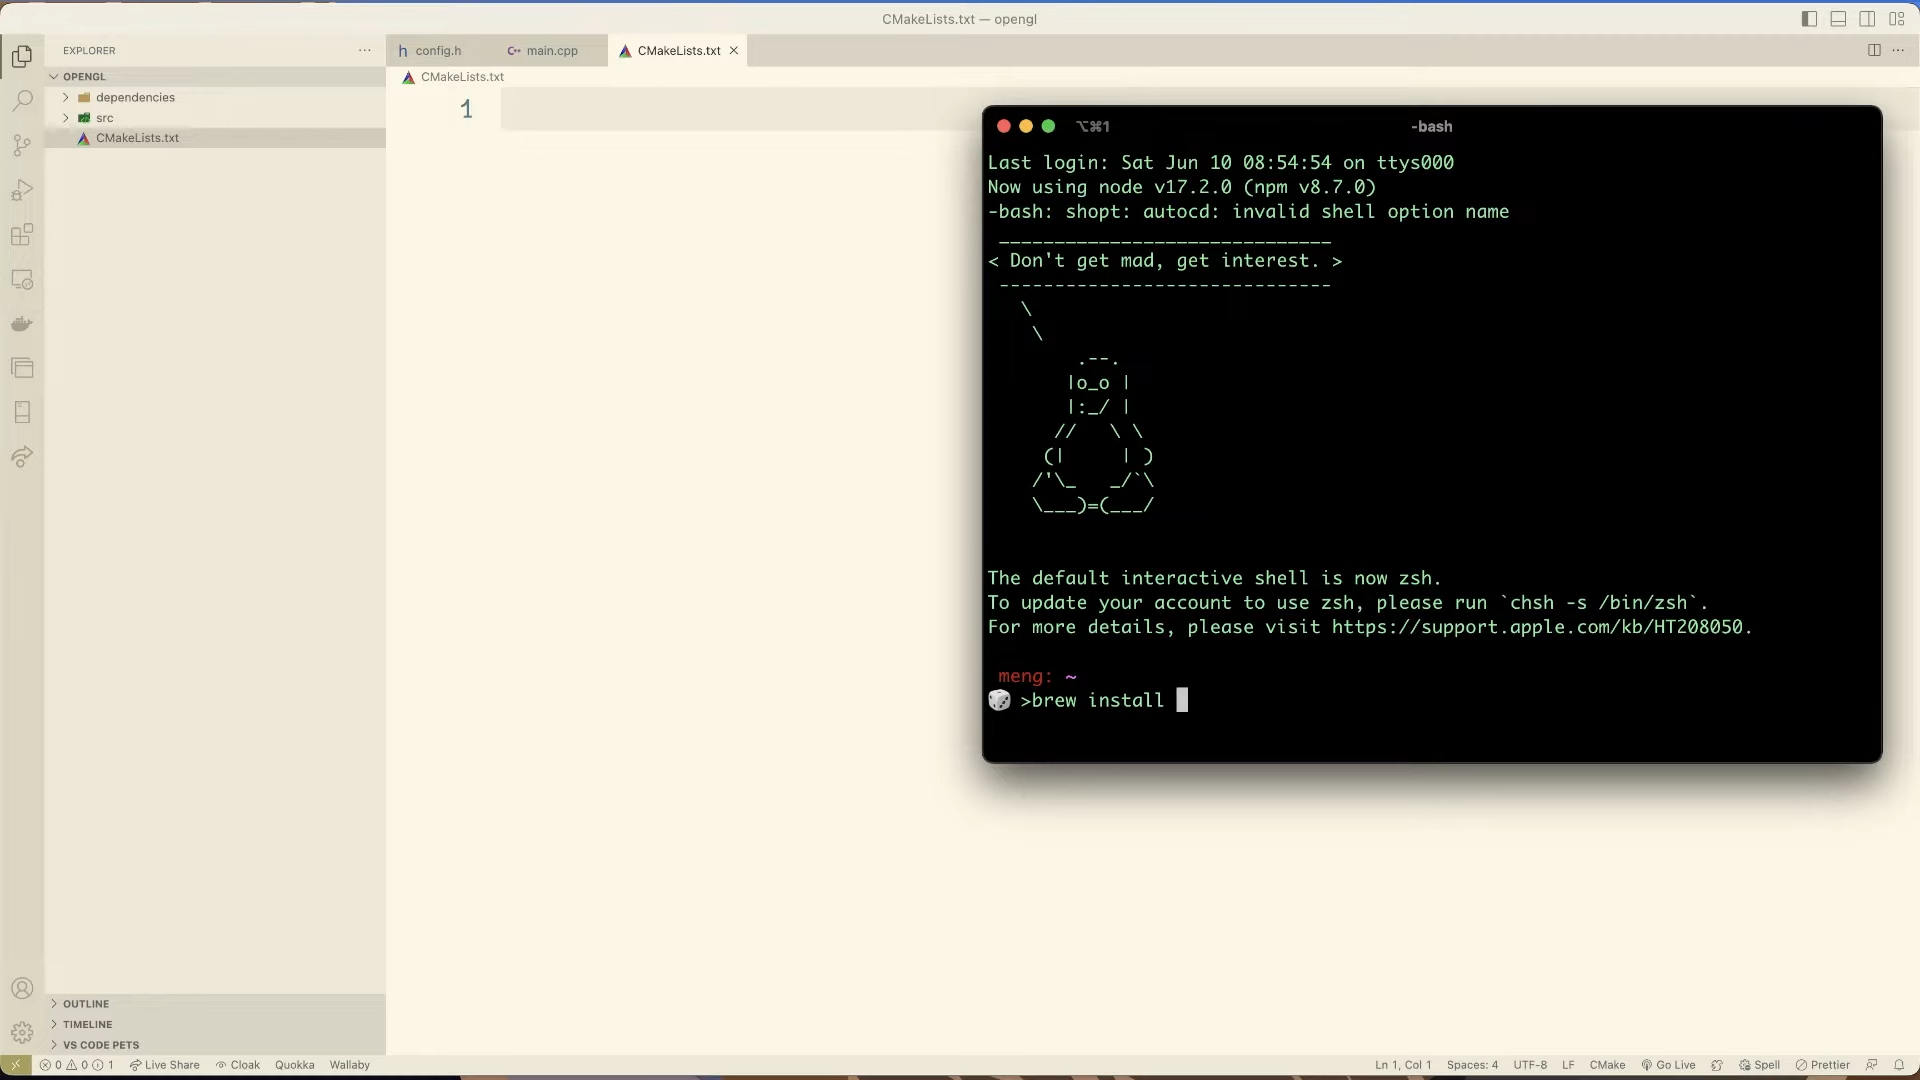 CMakeLists.txt — opengl
EXPLORER
config.h
main.cpp
CMakeLists.txt
OPENGL
CMakeLists.txt
dependencies
src
CMakeLists.txt
1
⌥⌘1
-bash
Last login: Sat Jun 10 08:54:54 on ttys000
Now using node v17.2.0 (npm v8.7.0)
-bash: shopt: autocd: invalid shell option name
 ______________________________
< Don't get mad, get interest. >
 ------------------------------
   \
    \
        .--.
       |o_o |
       |:_/ |
      //   \ \
     (|     | )
    /'\_   _/`\
    \___)=(___/
The default interactive shell is now zsh.
To update your account to use zsh, please run `chsh -s /bin/zsh`.
For more details, please visit https://support.apple.com/kb/HT208050.
meng: ~
>brew install
OUTLINE
TIMELINE
VS CODE PETS
0 0 1 Live Share Cloak Quokka Wallaby
Ln 1, Col 1 Spaces: 4 UTF-8 LF CMake Go Live Spell Prettier